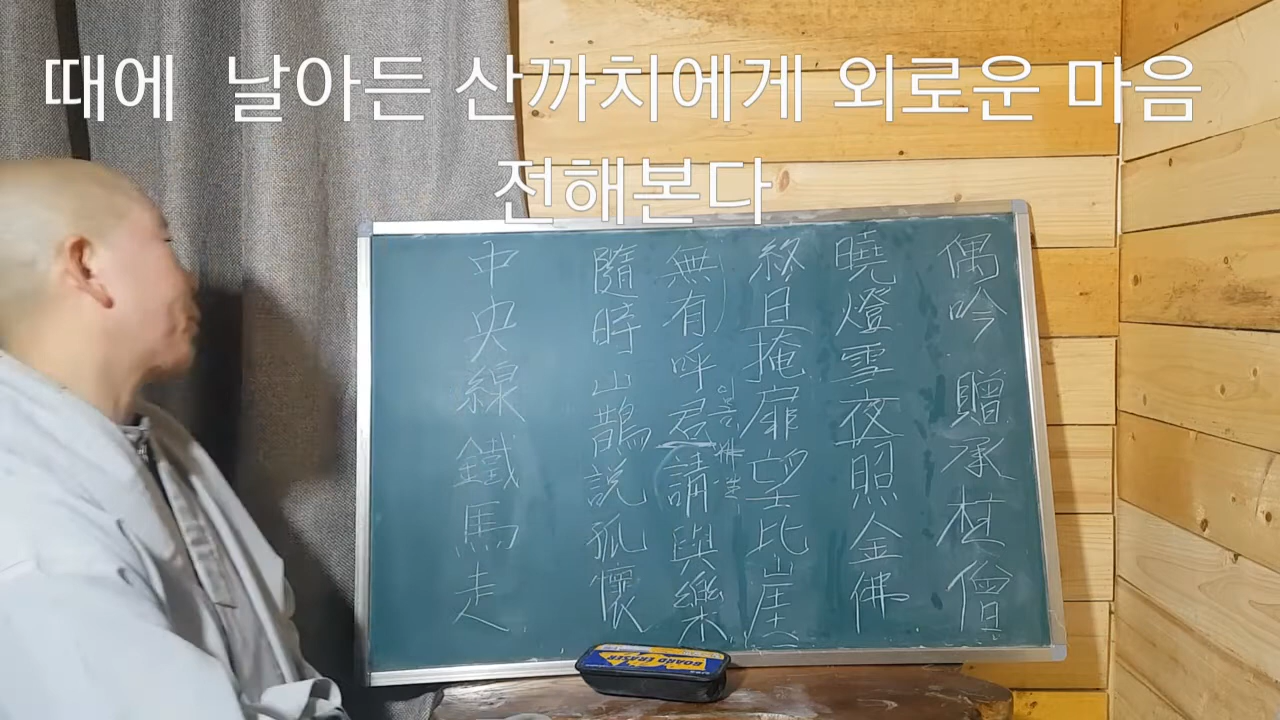 때에 날아든 산까치에게 외로운 마음
전해본다
偶吟 贈承桂僧
曉燈雪夜照金佛
終日掩扉望北崖
無有呼君講與樂
隨時山鵲説孤懷
中央線鐵馬走
BOARD ERASER